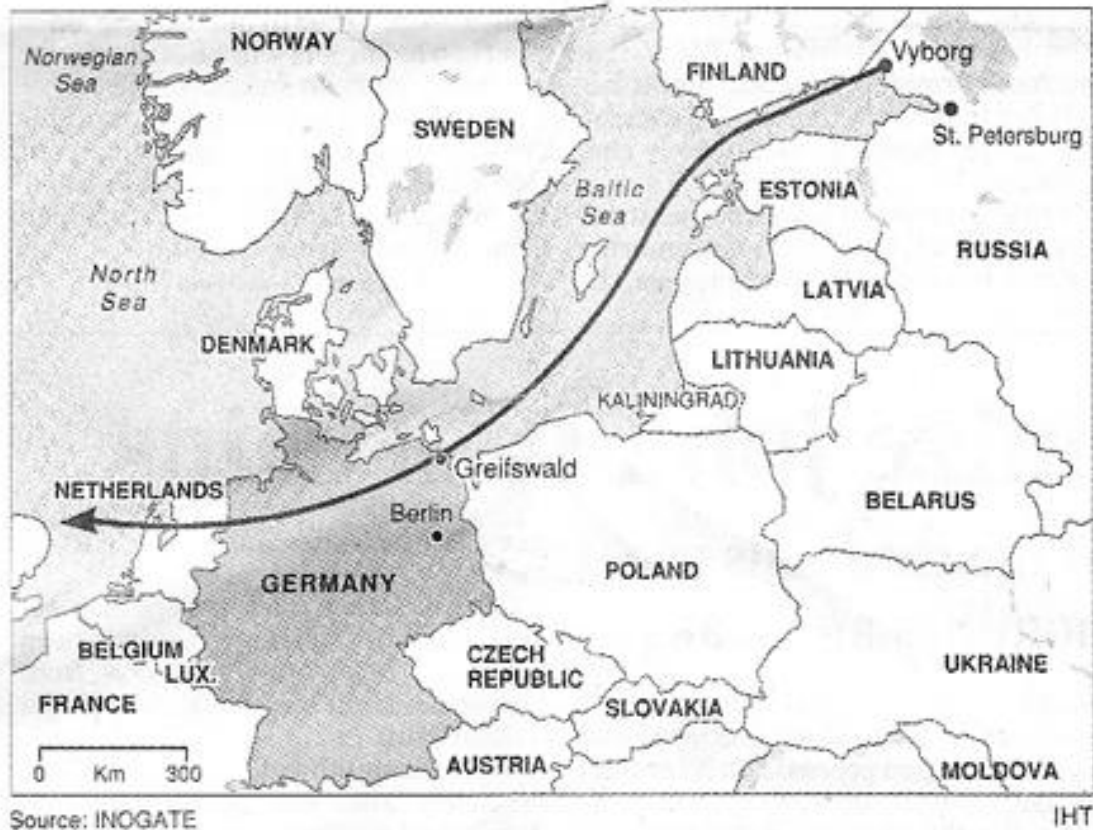 NORWAY
Norwegian
Sea
FINLAND
Vyborg
SWEDEN
St. Petersburg
Baltic
Sea
ESTONIA
RUSSIA
North
Sea
LATVIA
DENMARK
LITHUANIA
KALININGRAD
Greifswald
NETHERLANDS
Berlin
BELARUS
GERMANY
POLAND
BELGIUM
LUX.
CZECH
REPUBLIC
UKRAINE
FRANCE
SLOVAKIA
0 Km 300
AUSTRIA
MOLDOVA
Source: INOGATE
IHT